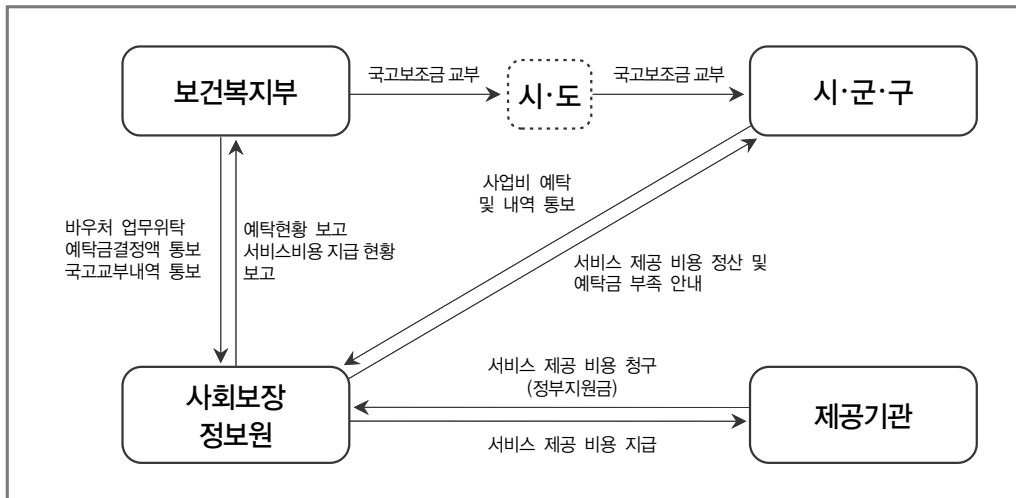 보건복지부
국고보조금 교부
시·도
국고보조금 교부
시·군·구
사업비 예탁
및 내역 통보
바우처 업무위탁
예탁금결정액 통보
국고교부내역 통보
예탁현황 보고
서비스비용 지급 현황
보고
서비스 제공 비용 정산 및
예탁금 부족 안내
사회보장
정보원
서비스 제공 비용 청구
(정부지원금)
서비스 제공 비용 지급
제공기관